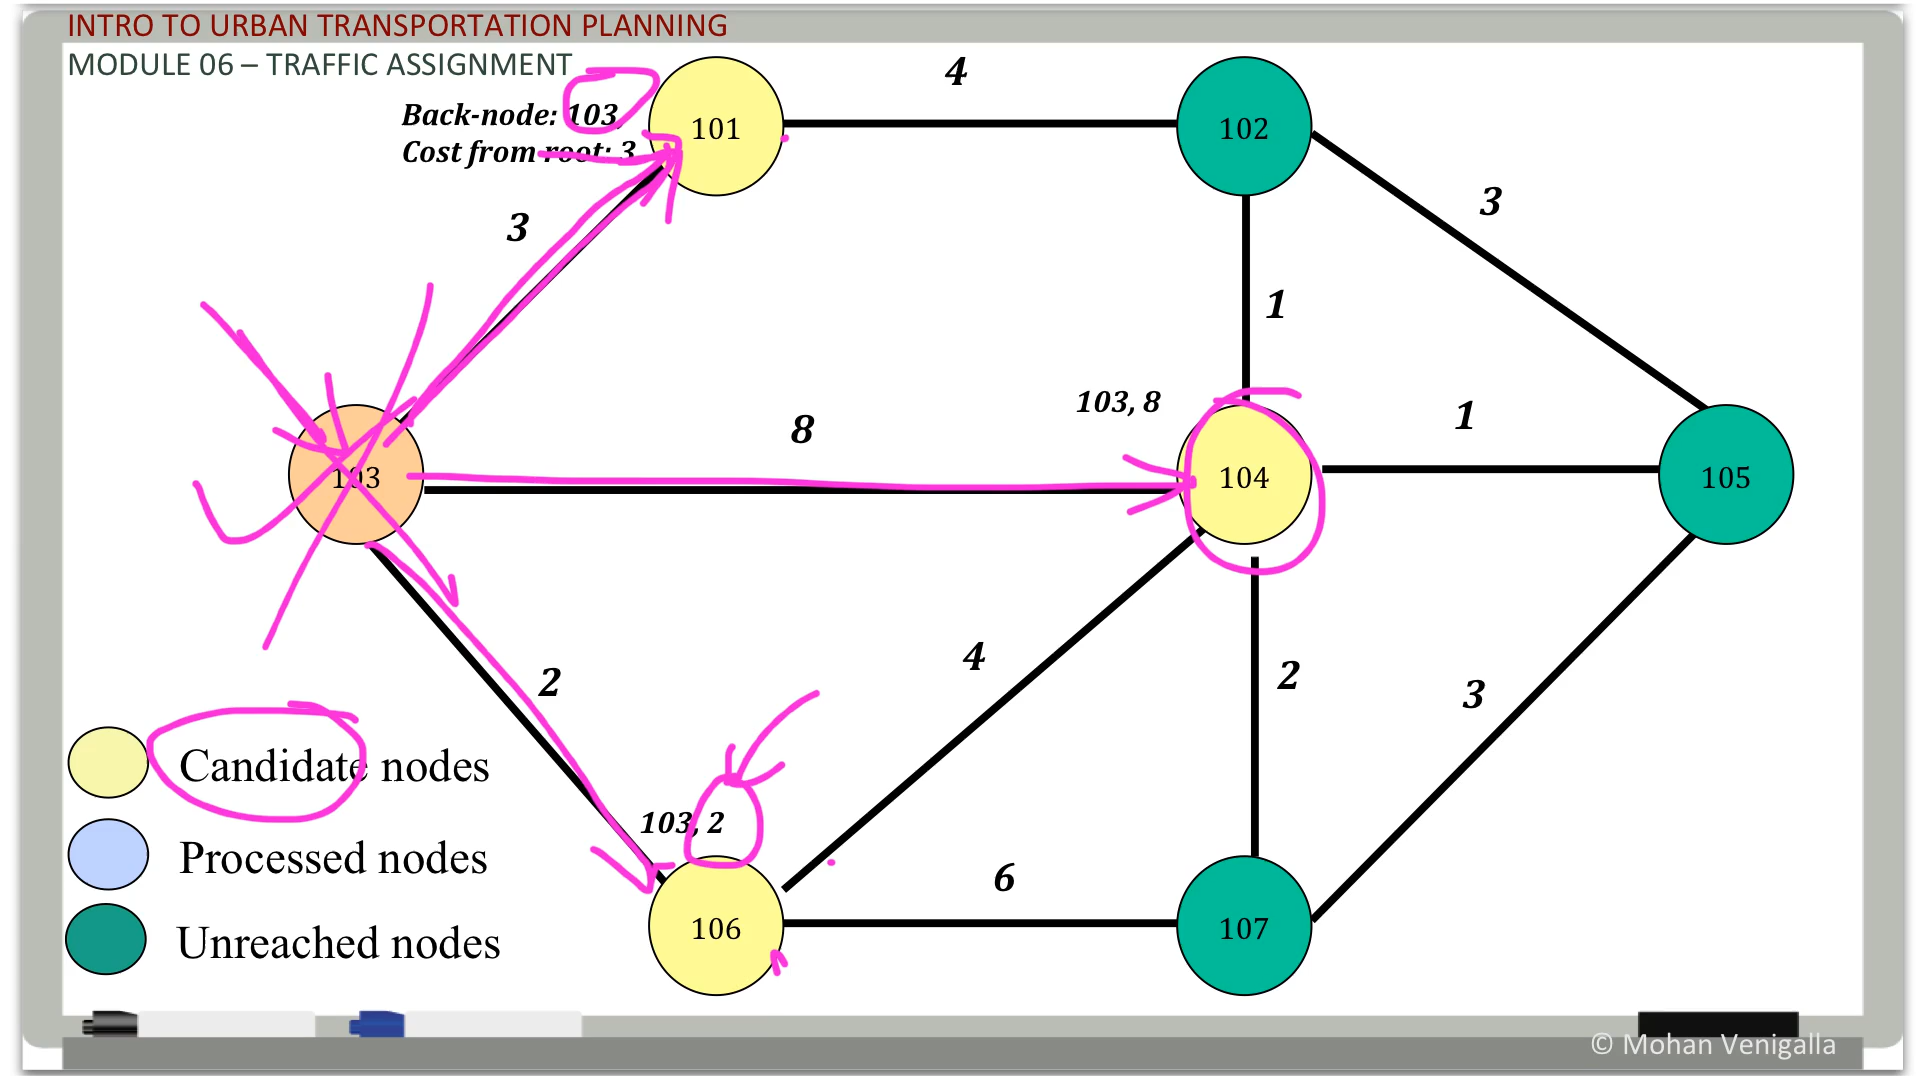 INTRO TO URBAN TRANSPORTATION PLANNING
MODULE 06 – TRAFFIC ASSIGNMENT
Back-node: 103,
Cost from root: 3
101
4
102
3
3
1
103, 8
8
1
103
104
105
2
4
2
3
Candidate nodes
103, 2
Processed nodes
6
106
107
Unreached nodes
© Mohan Venigalla